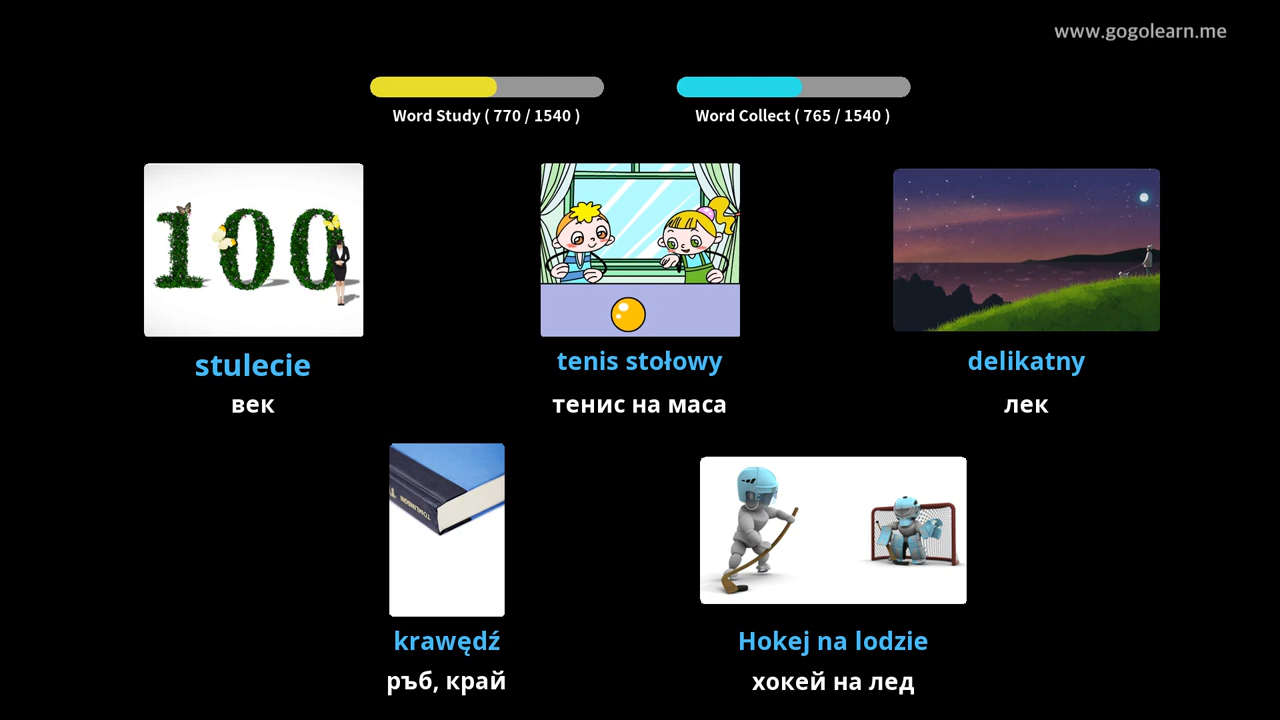 www.gogolearn.me
Word Study ( 770 / 1540 )
Word Collect ( 765 / 1540 )
100
stulecie
век
tenis stołowy
тенис на маса
delikatny
лек
TOMLINSON
krawędź
ръб, край
Hokej na lodzie
хокей на лед